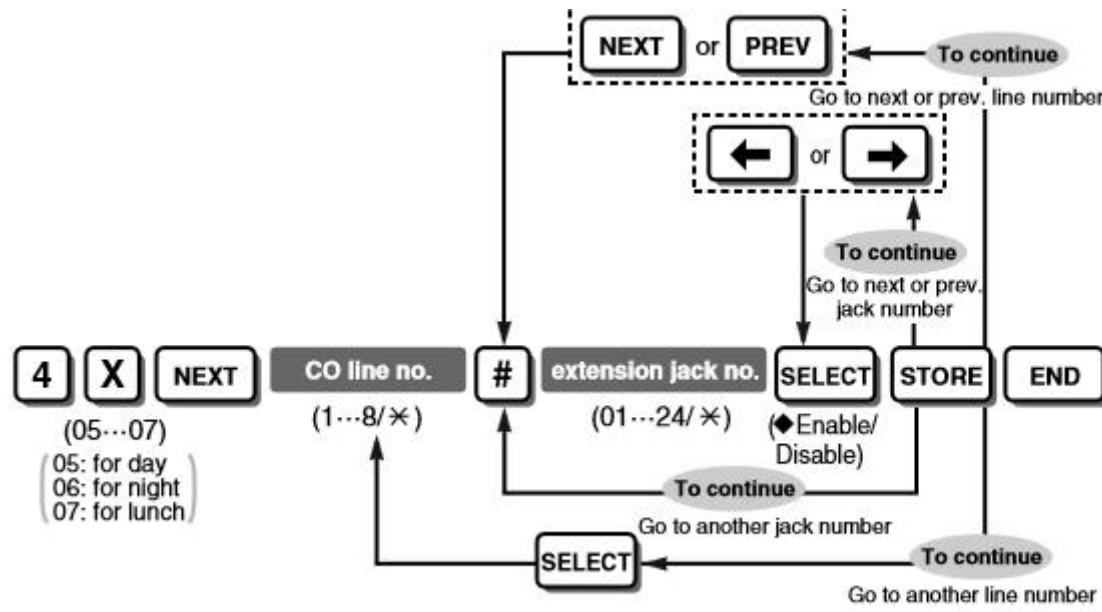 NEXT or PREV
To continue
Go to next or prev. line number
← or →
To continue
Go to next or prev.
jack number
4 X NEXT CO line no. # extension jack no. SELECT STORE END
(05···07)
(1···8/✳)
(01···24/✳)
(◆Enable/
Disable)
05: for day
06: for night
07: for lunch
To continue
Go to another jack number
SELECT
To continue
Go to another line number